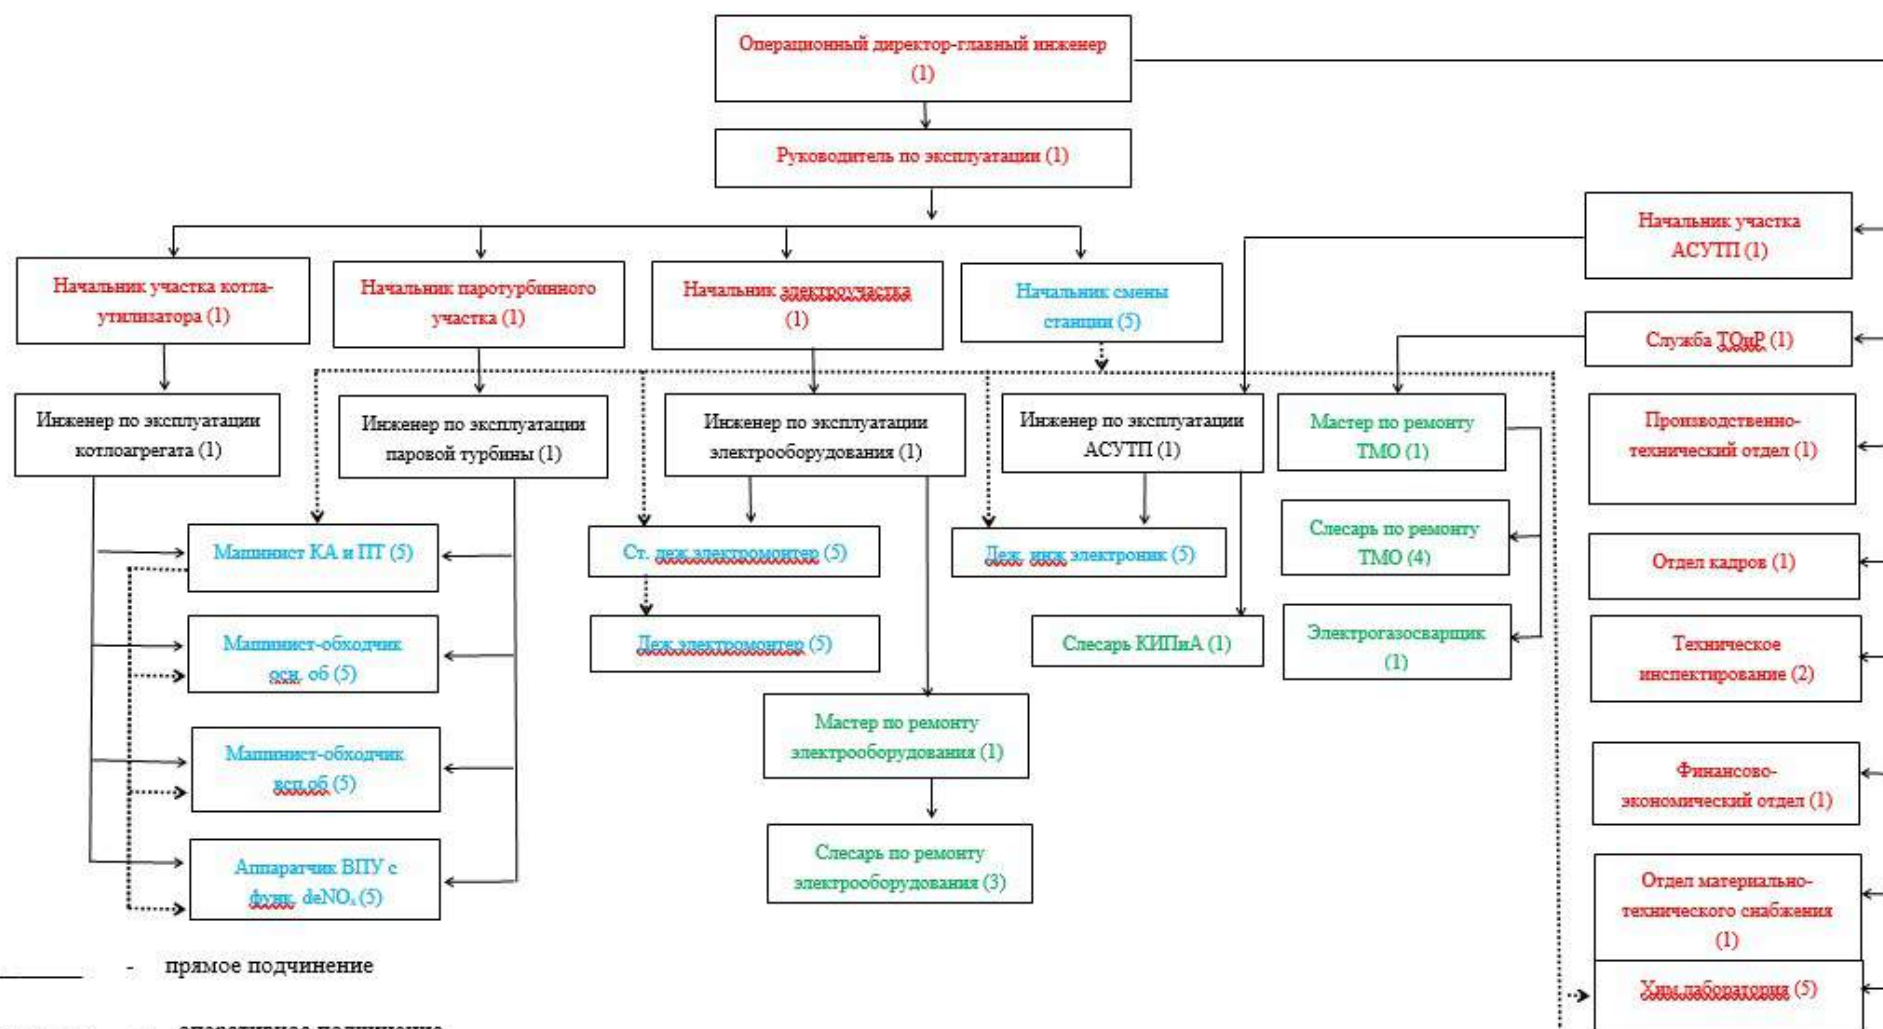 Операционный директор-главный инженер
(1)
Руководитель по эксплуатации (1)
Начальник участка
АСУТП (1)
Начальник участка котла-
утилизатора (1)
Начальник паротурбинного
участка (1)
Начальник электроучастка
(1)
Начальник смены
станции (5)
Служба ТОиР (1)
Инженер по эксплуатации
котлоагрегата (1)
Инженер по эксплуатации
паровой турбины (1)
Инженер по эксплуатации
электрооборудования (1)
Инженер по эксплуатации
АСУТП (1)
Мастер по ремонту
ТМО (1)
Производственно-
технический отдел (1)
Машинист КА и ПТ (5)
Ст. деж.электромонтер (5)
Деж. инж электроник (5)
Слесарь по ремонту
ТМО (4)
Отдел кадров (1)
Машинист-обходчик
осн. об (5)
Деж.электромонтер (5)
Слесарь КИПиА (1)
Электрогазосварщик
(1)
Техническое
инспектирование (2)
Машинист-обходчик
всп.об (5)
Мастер по ремонту
электрооборудования (1)
Финансово-
экономический отдел (1)
Аппаратчик ВПУ с
функ. deNOₓ (5)
Слесарь по ремонту
электрооборудования (3)
Отдел материально-
технического снабжения
(1)
Хим.лаборатория (5)
- прямое подчинение
оперативное подчинение